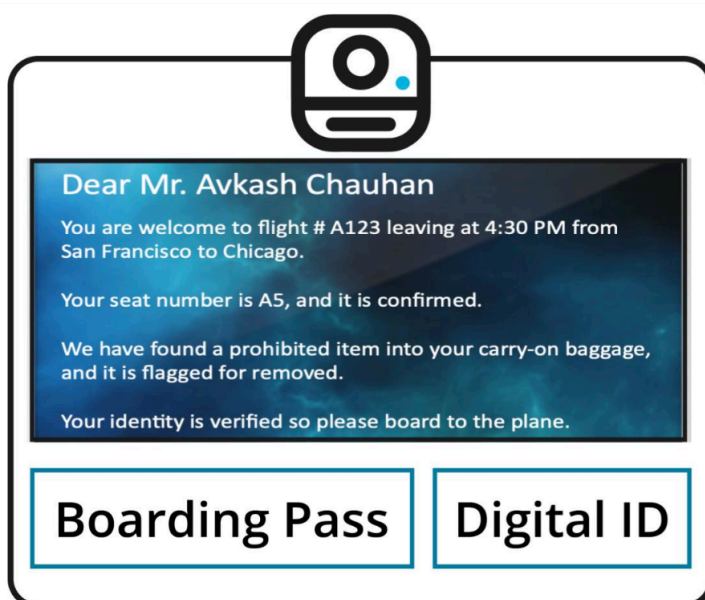 Dear Mr. Avkash Chauhan
You are welcome to flight # A123 leaving at 4:30 PM from
San Francisco to Chicago.
Your seat number is A5, and it is confirmed.
We have found a prohibited item into your carry-on baggage,
and it is flagged for removed.
Your identity is verified so please board to the plane.
Boarding Pass
Digital ID